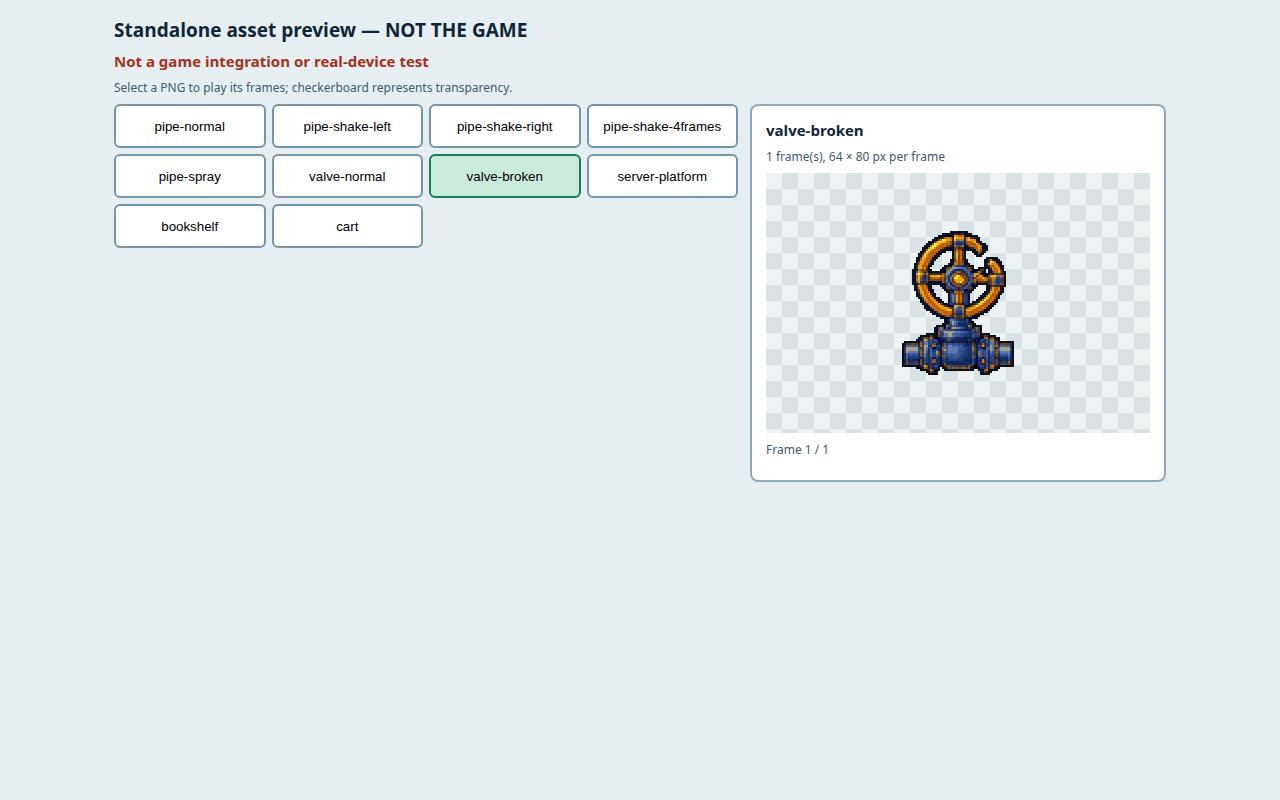 Standalone asset preview — NOT THE GAME
Not a game integration or real-device test
Select a PNG to play its frames; checkerboard represents transparency.
pipe-normal
pipe-shake-left
pipe-shake-right
pipe-shake-4frames
pipe-spray
valve-normal
valve-broken
server-platform
bookshelf
cart
valve-broken
1 frame(s), 64 × 80 px per frame
Frame 1 / 1